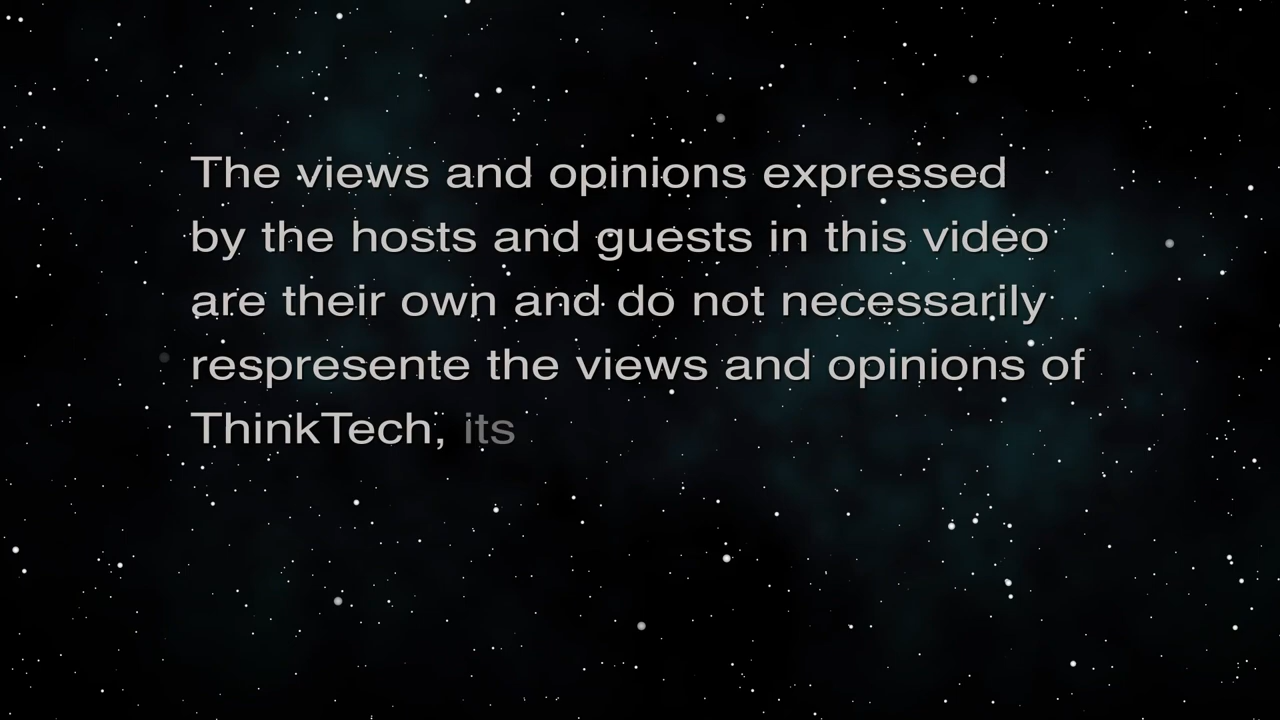 The views and opinions expressed
by the hosts and guests in this video
are their own and do not necessarily
respresente the views and opinions of
ThinkTech, its